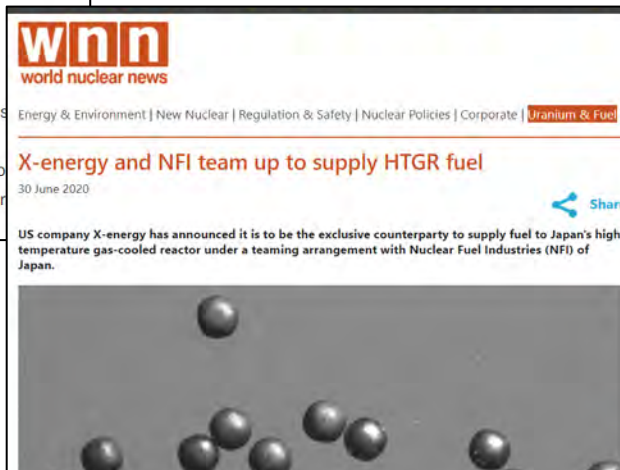 wnn
world nuclear news
Energy & Environment | New Nuclear | Regulation & Safety | Nuclear Policies | Corporate | Uranium & Fuel
X-energy and NFI team up to supply HTGR fuel
30 June 2020
Share
US company X-energy has announced it is to be the exclusive counterparty to supply fuel to Japan's high
temperature gas-cooled reactor under a teaming arrangement with Nuclear Fuel Industries (NFI) of
Japan.